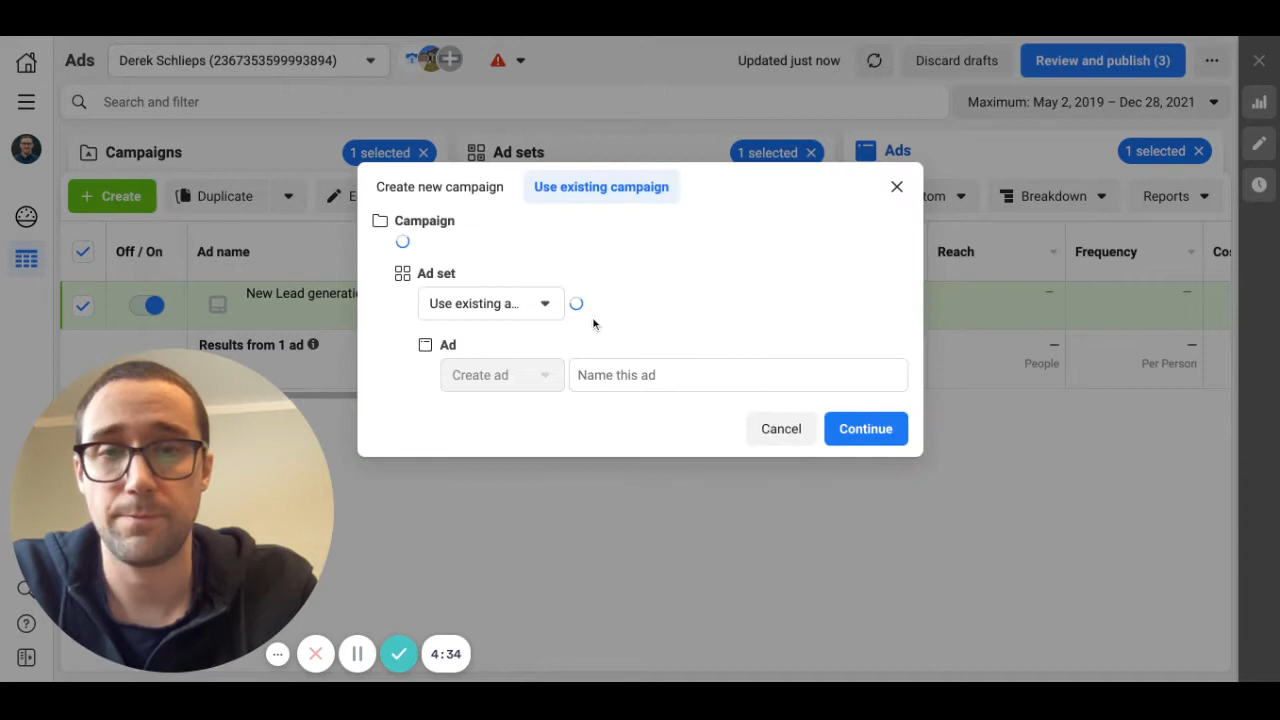 Ads
Derek Schlieps (2367353599993894)
Updated just now
Discard drafts
Review and publish (3)
Search and filter
Maximum: May 2, 2019 – Dec 28, 2021
Campaigns
1 selected
Ad sets
1 selected
Ads
1 selected
+ Create
Duplicate
E
tom
Breakdown
Reports
Off / On
Ad name
Reach
Frequency
Cos
New Lead generati
—
—
Results from 1 ad
—
People
—
Per Person
Create new campaign
Use existing campaign
Campaign
Ad set
Use existing a...
Ad
Create ad
Name this ad
Cancel
Continue
4:34